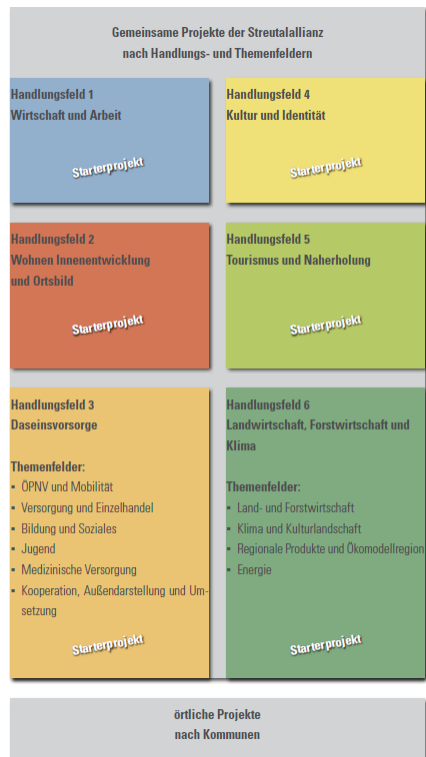 Gemeinsame Projekte der Streutalallianz
nach Handlungs- und Themenfeldern
Handlungsfeld 1
Wirtschaft und Arbeit
Starterprojekt
Handlungsfeld 4
Kultur und Identität
Starterprojekt
Handlungsfeld 2
Wohnen Innenentwicklung
und Ortsbild
Starterprojekt
Handlungsfeld 5
Tourismus und Naherholung
Starterprojekt
Handlungsfeld 3
Daseinsvorsorge
Themenfelder:
▪ ÖPNV und Mobilität
▪ Versorgung und Einzelhandel
▪ Bildung und Soziales
▪ Jugend
▪ Medizinische Versorgung
▪ Kooperation, Außendarstellung und Um-
setzung
Starterprojekt
Handlungsfeld 6
Landwirtschaft, Forstwirtschaft und
Klima
Themenfelder:
▪ Land- und Forstwirtschaft
▪ Klima und Kulturlandschaft
▪ Regionale Produkte und Ökomodellregion
▪ Energie
Starterprojekt
örtliche Projekte
nach Kommunen